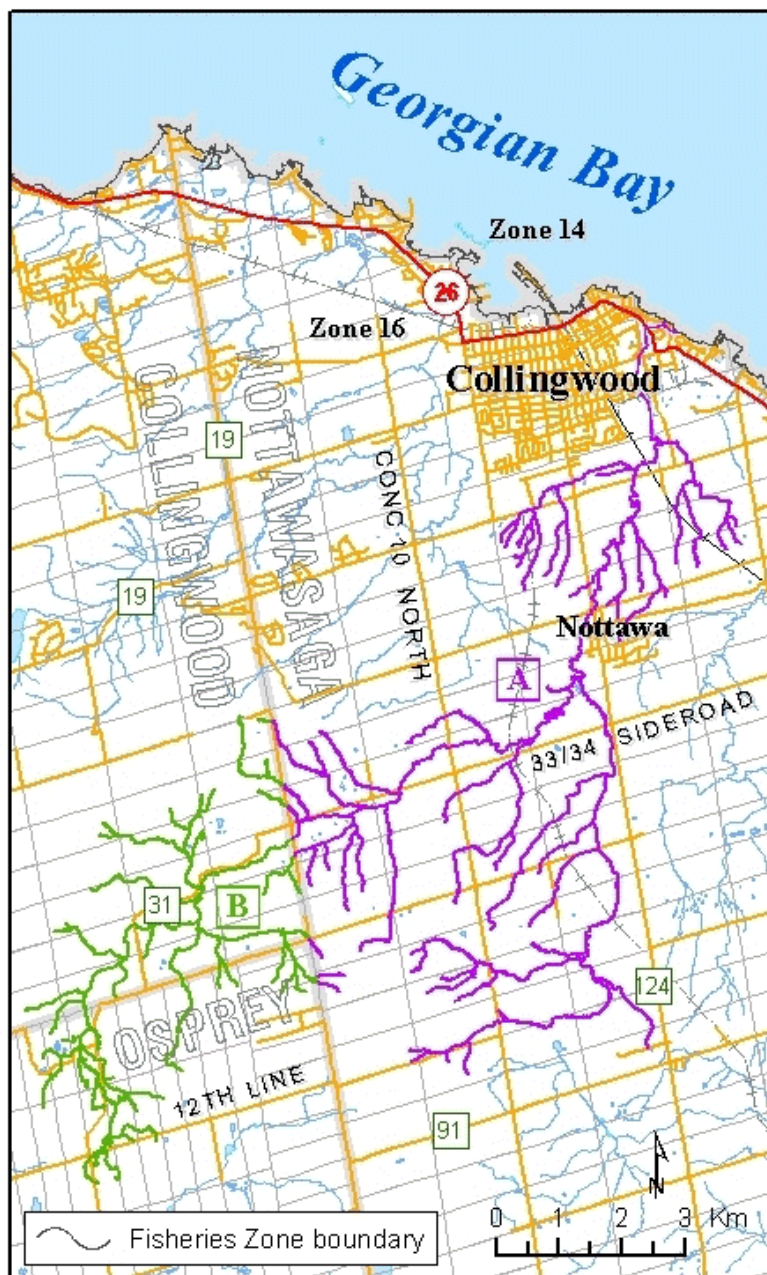 Georgian Bay
Zone 14
26
Zone 16
Collingwood
19
NOTTAWASAGA
COLLINGWOOD
CONC 10 NORTH
19
Nottawa
A
33/34 SIDEROAD
31
B
124
OSPREY
12TH LINE
91
N
0 1 2 3 Km
Fisheries Zone boundary